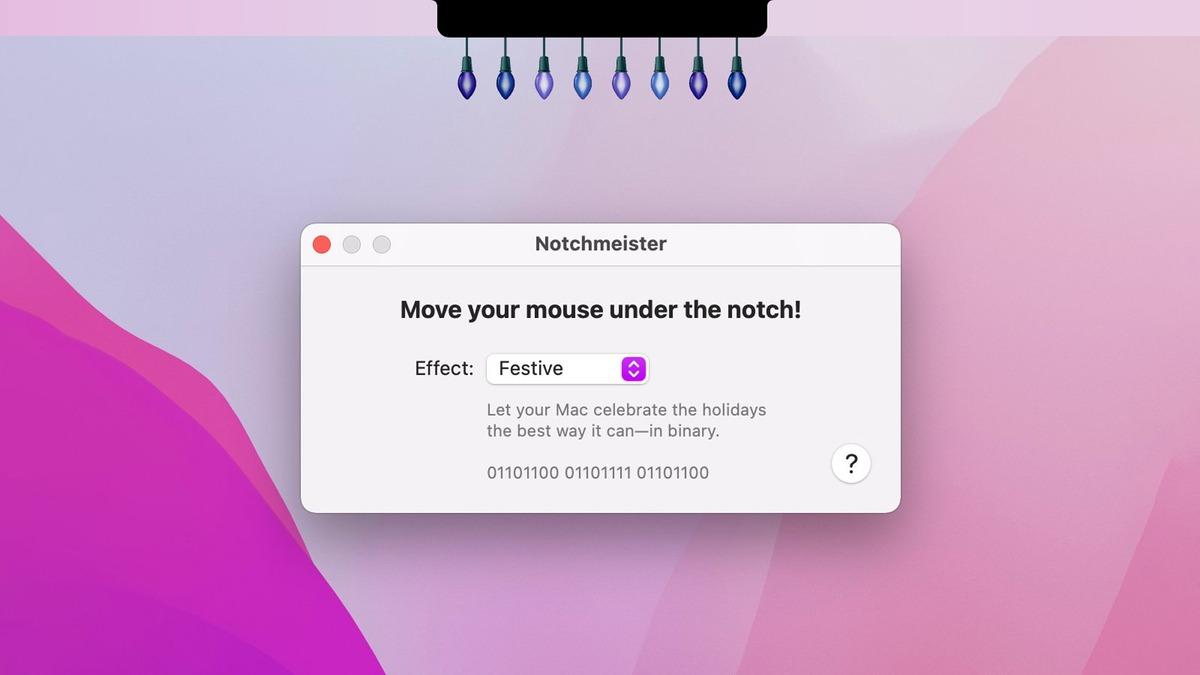 Notchmeister
Move your mouse under the notch!
Effect: Festive
Let your Mac celebrate the holidays
the best way it can—in binary.
01101100 01101111 01101100
?